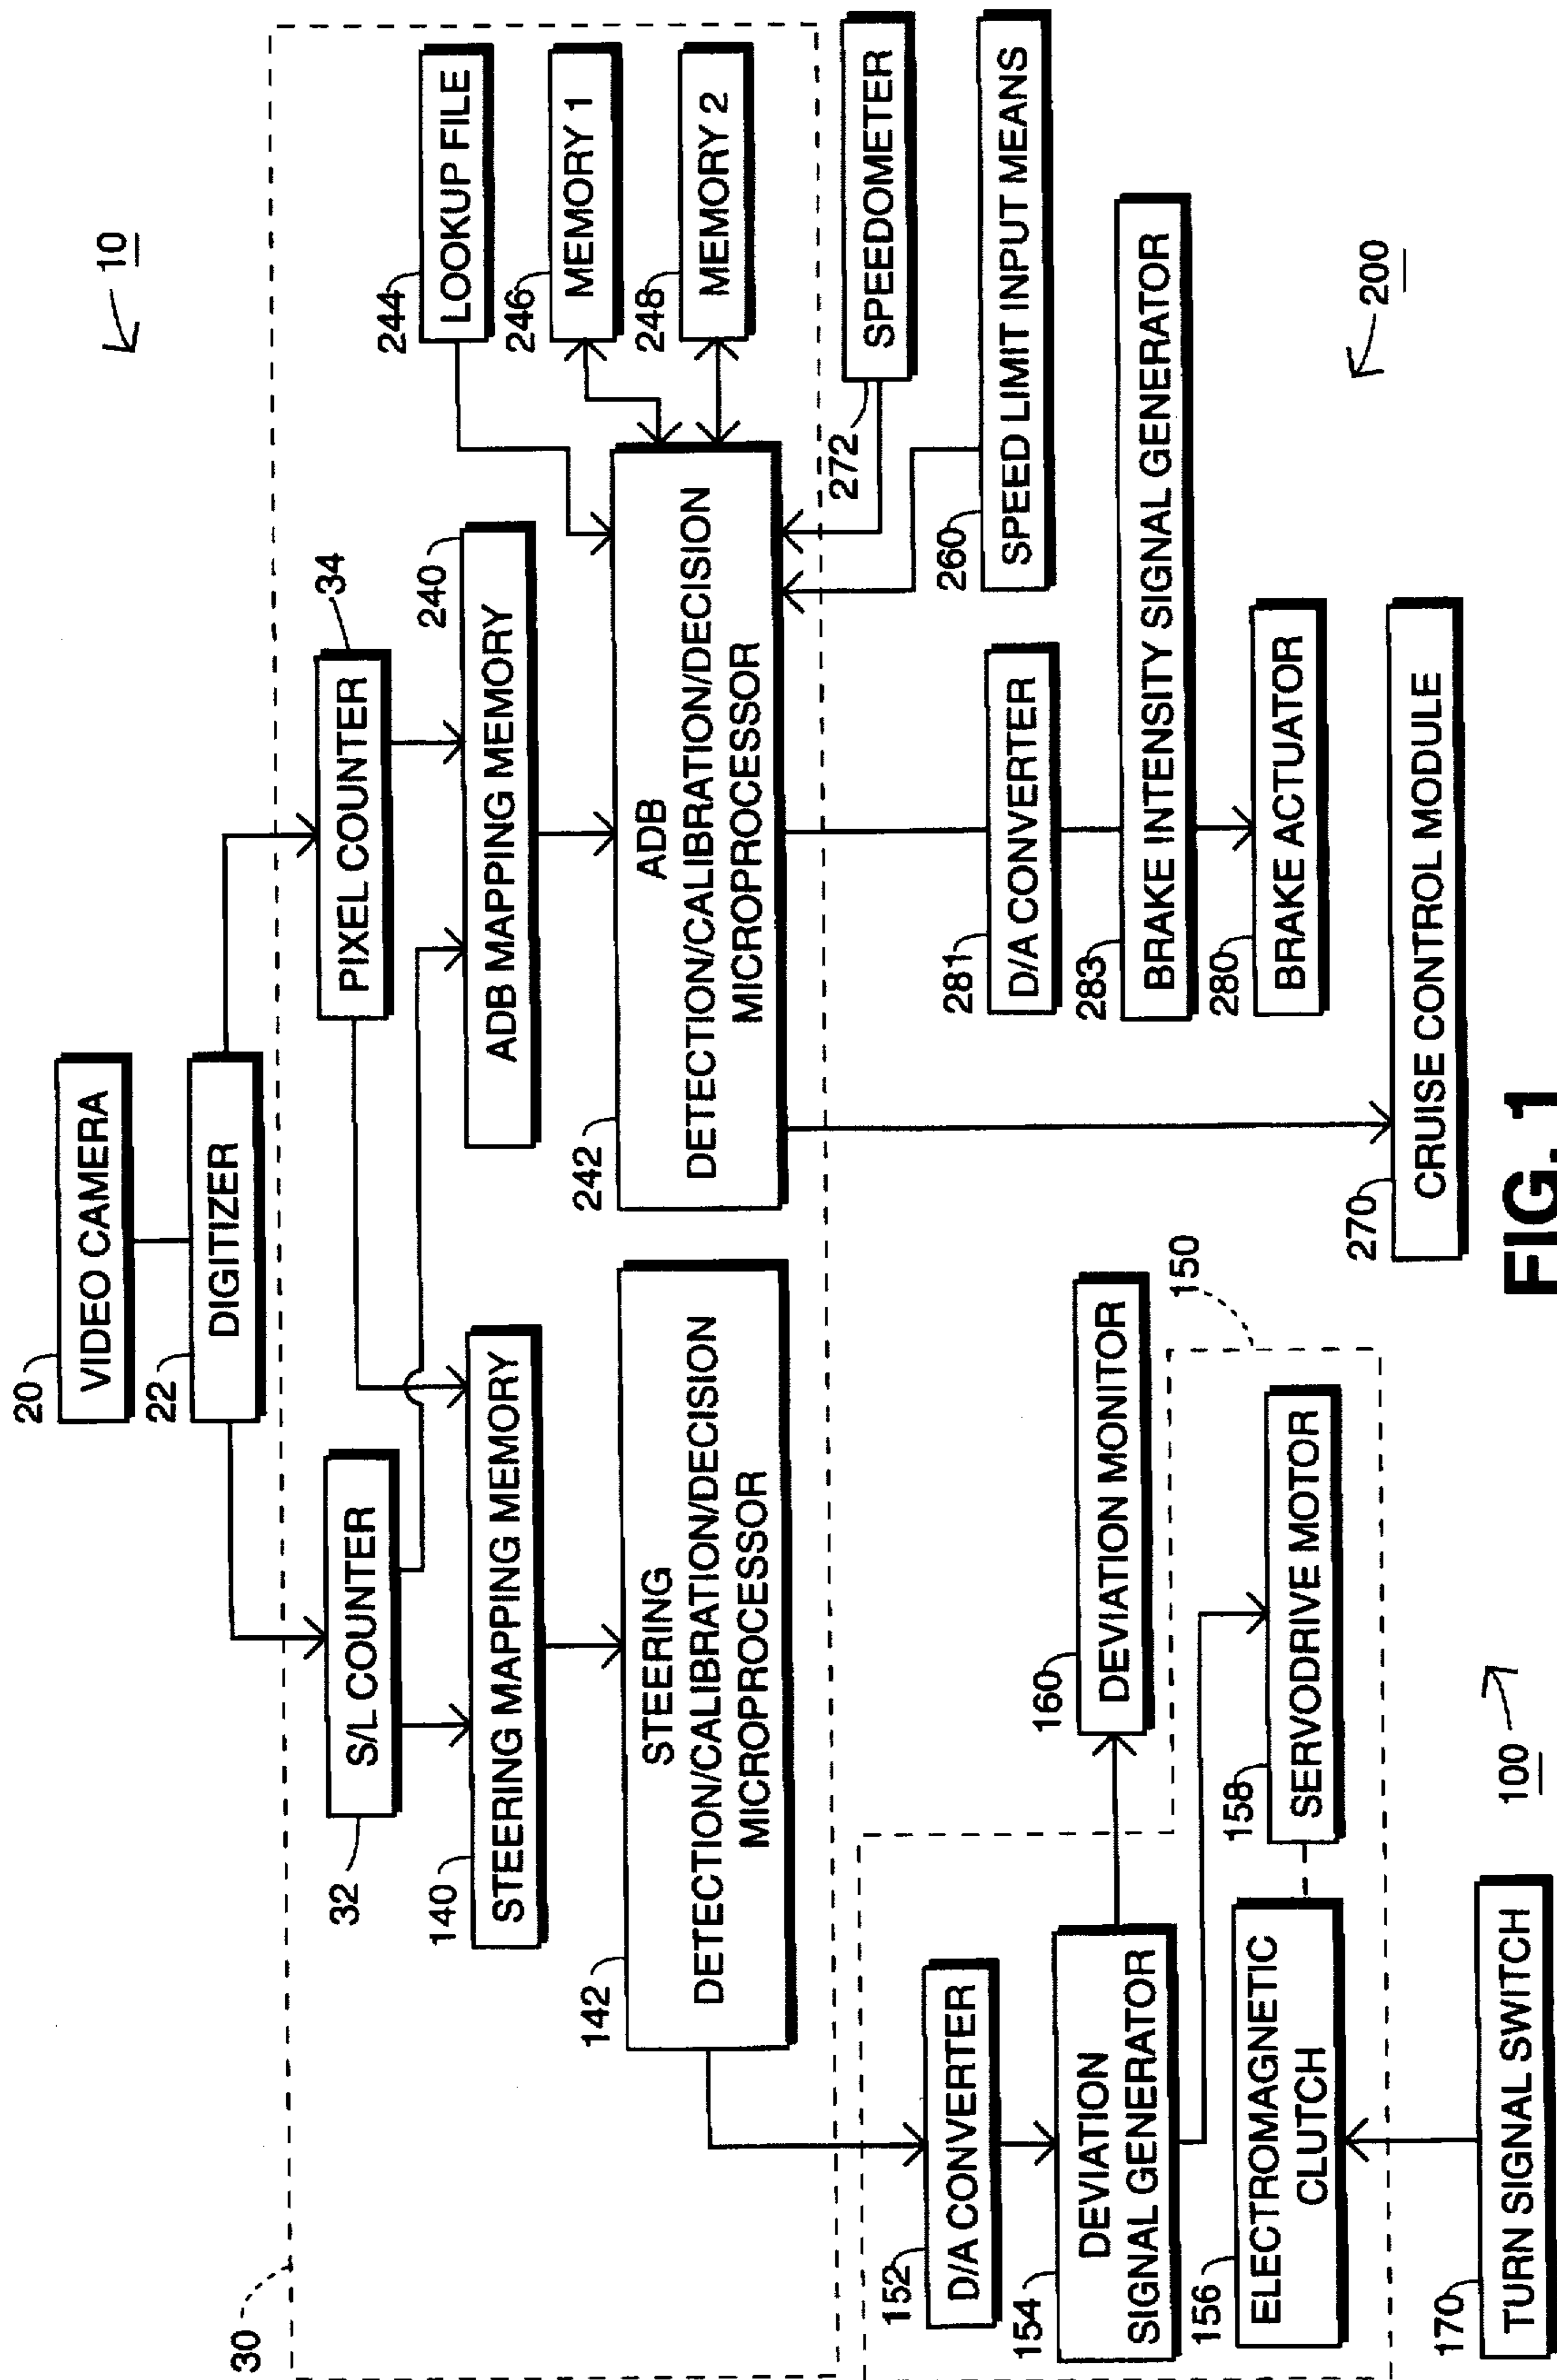 10
20
VIDEO CAMERA
22
DIGITIZER
30
32
S/L COUNTER
34
PIXEL COUNTER
140
STEERING MAPPING MEMORY
240
ADB MAPPING MEMORY
244
LOOKUP FILE
246
MEMORY 1
248
MEMORY 2
142
STEERING
DETECTION/CALIBRATION/DECISION
MICROPROCESSOR
242
ADB
DETECTION/CALIBRATION/DECISION
MICROPROCESSOR
272
SPEEDOMETER
260
SPEED LIMIT INPUT MEANS
152
D/A CONVERTER
154
DEVIATION
SIGNAL GENERATOR
160
DEVIATION MONITOR
150
156
ELECTROMAGNETIC
CLUTCH
158
SERVODRIVE MOTOR
281
D/A CONVERTER
283
BRAKE INTENSITY SIGNAL GENERATOR
280
BRAKE ACTUATOR
200
270
CRUISE CONTROL MODULE
170
TURN SIGNAL SWITCH
100
FIG. 1